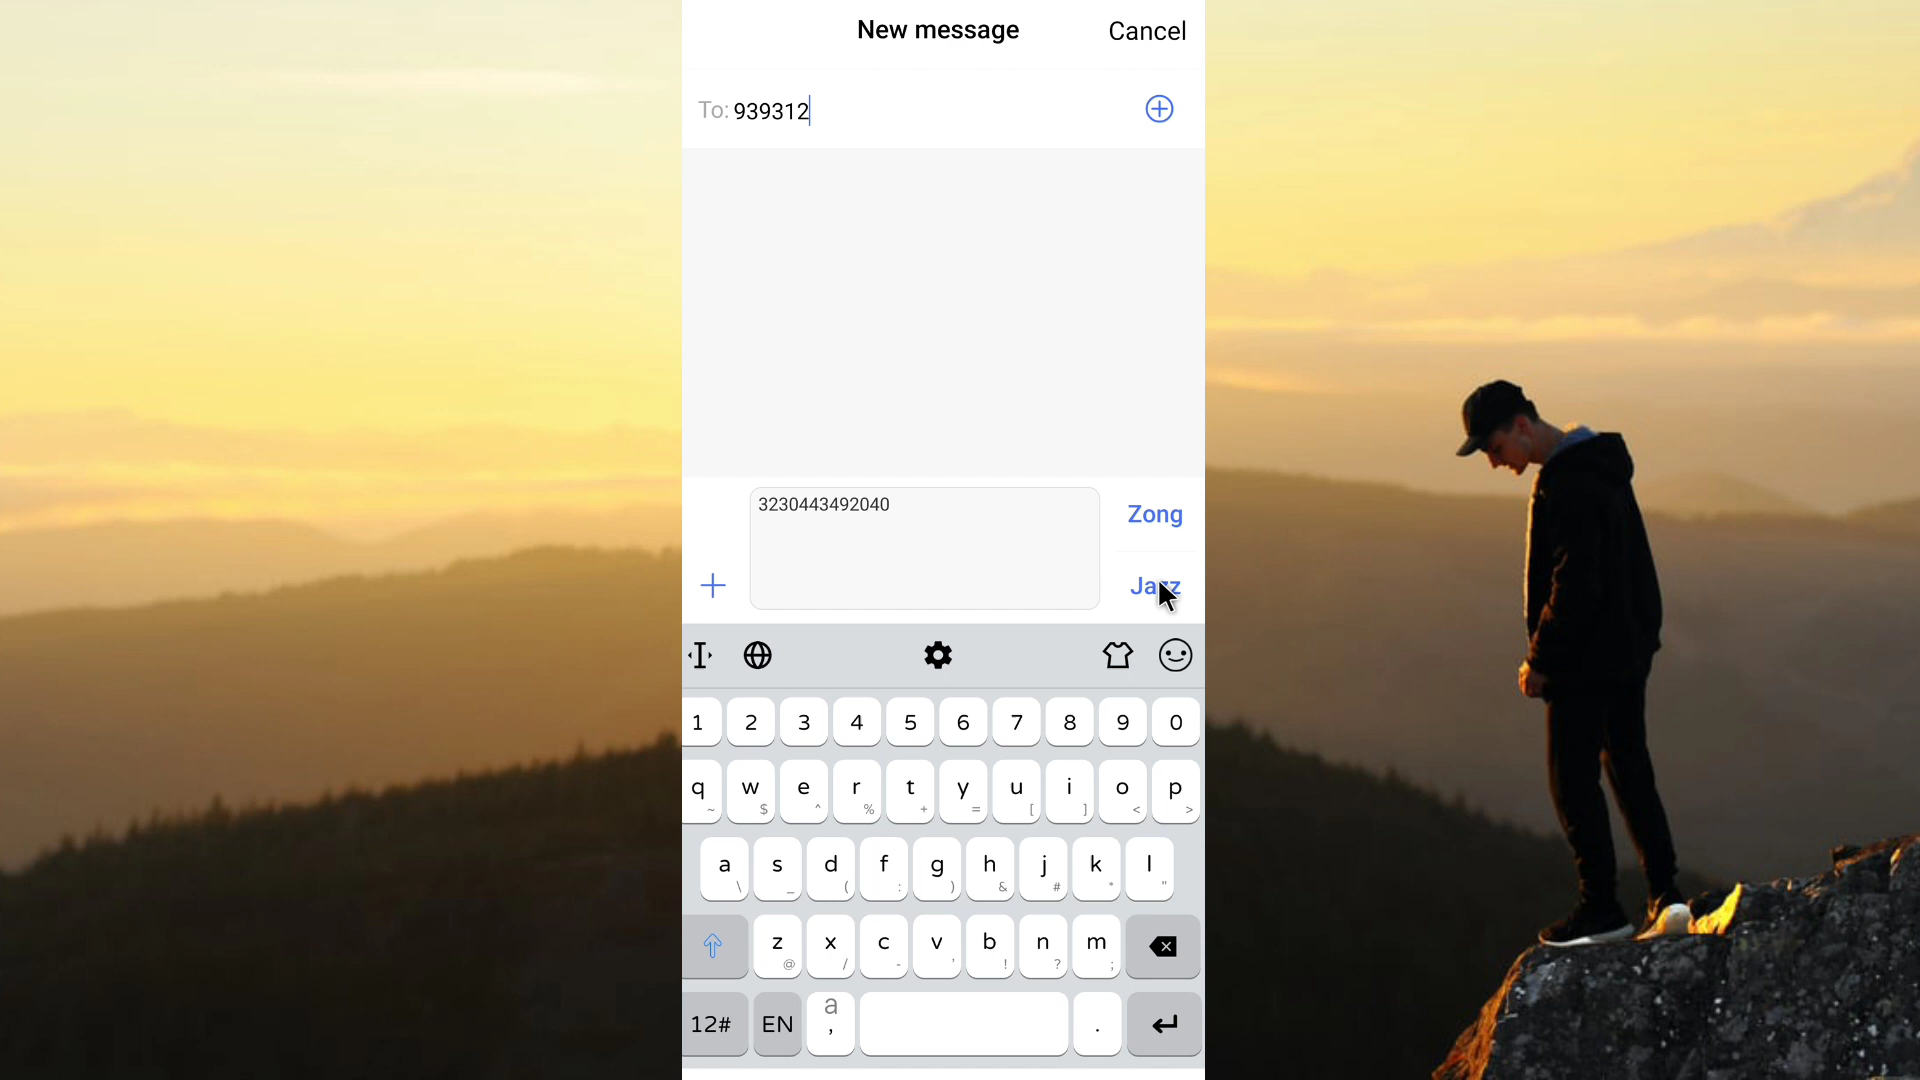 New message
Cancel
To: 939312
3230443492040
Zong
Jazz
1 2 3 4 5 6 7 8 9 0
q w e r t y u i o p
~ $ ^ % + = [ ] < >
a s d f g h j k l
\ _ ( : ) & # * "
z x c v b n m
@ / - ' ! ? ;
12# EN a , .